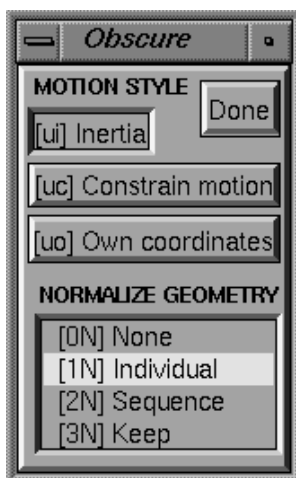 Obscure
MOTION STYLE
Done
[ui] Inertia
[uc] Constrain motion
[uo] Own coordinates
NORMALIZE GEOMETRY
[0N] None
[1N] Individual
[2N] Sequence
[3N] Keep